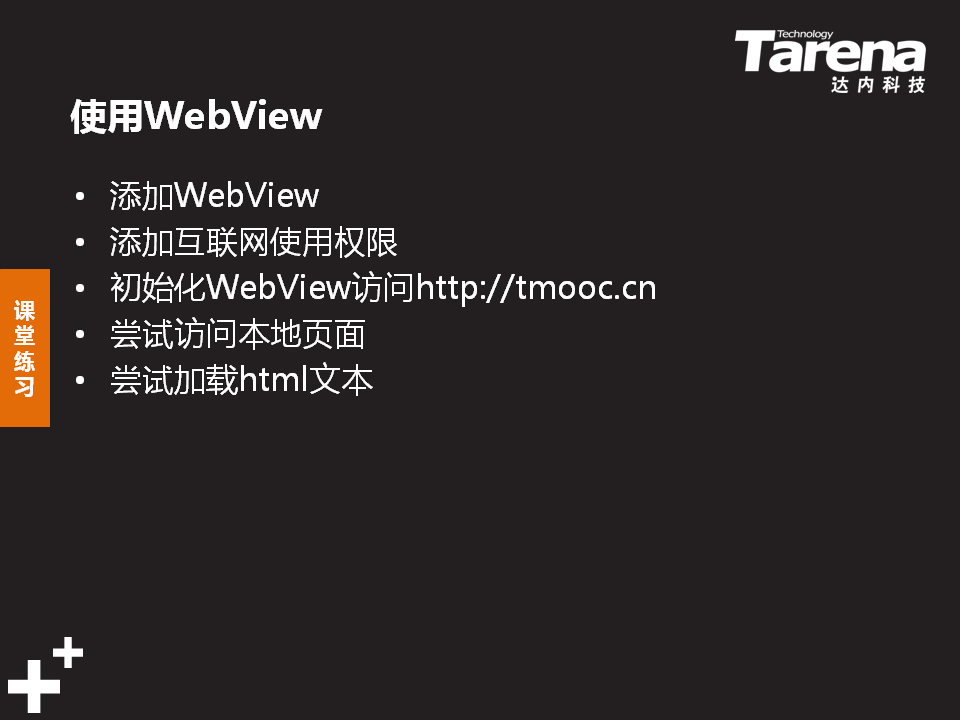 Technology
Tarena
达内科技
使用WebView
• 添加WebView
• 添加互联网使用权限
• 初始化WebView访问http://tmooc.cn
• 尝试访问本地页面
• 尝试加载html文本
课堂练习